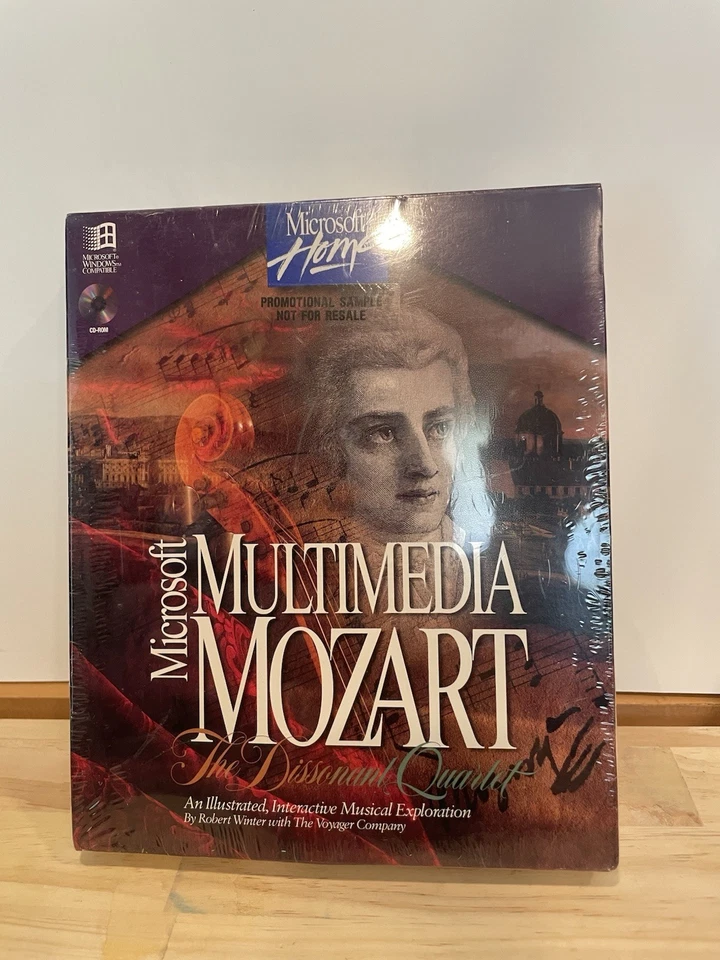 Microsoft
Home
MICROSOFT®
WINDOWS™
COMPATIBLE
CD-ROM
PROMOTIONAL SAMPLE
NOT FOR RESALE
Microsoft
MULTIMEDIA
MOZART
The Dissonant Quartet
An Illustrated, Interactive Musical Exploration
By Robert Winter with The Voyager Company